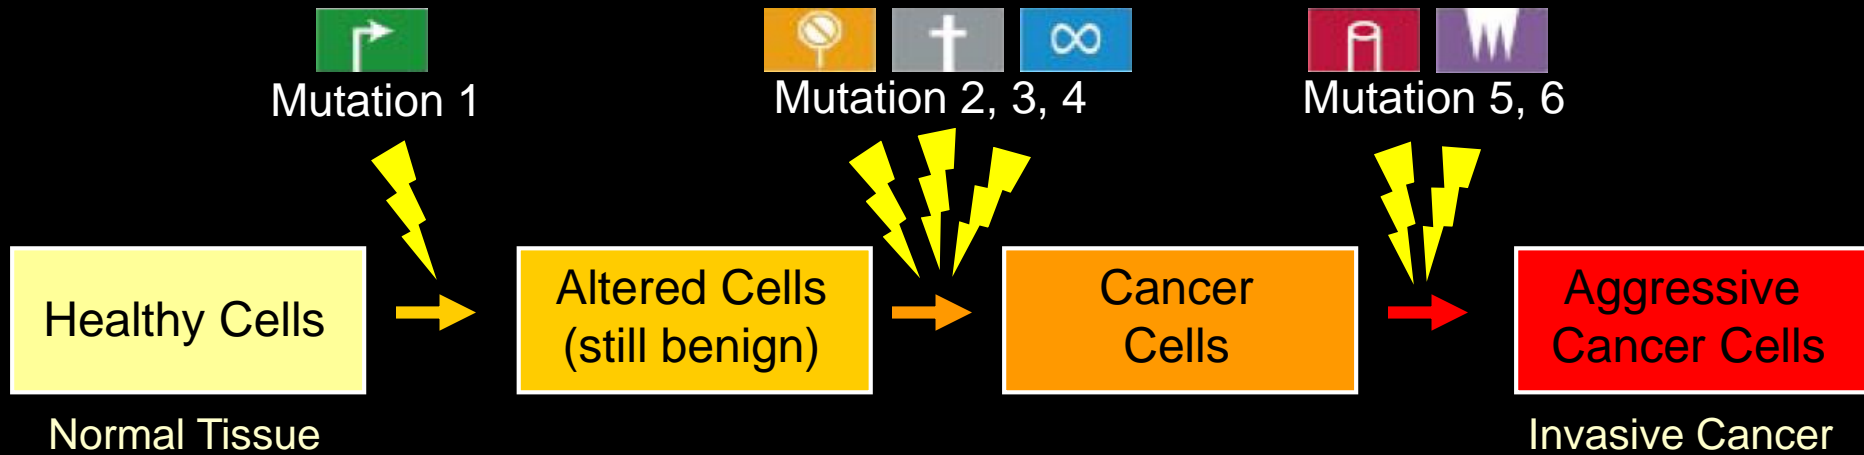 Mutation 1
Mutation 2, 3, 4
Mutation 5, 6
Healthy Cells
Altered Cells
(still benign)
Cancer
Cells
Aggressive
Cancer Cells
Normal Tissue
Invasive Cancer